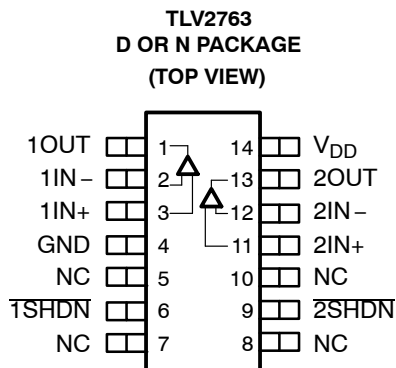 TLV2763
D OR N PACKAGE
(TOP VIEW)
1OUT 1 14 VDD
1IN− 2 13 2OUT
1IN+ 3 12 2IN−
GND 4 11 2IN+
NC 5 10 NC
1SHDN 6 9 2SHDN
NC 7 8 NC